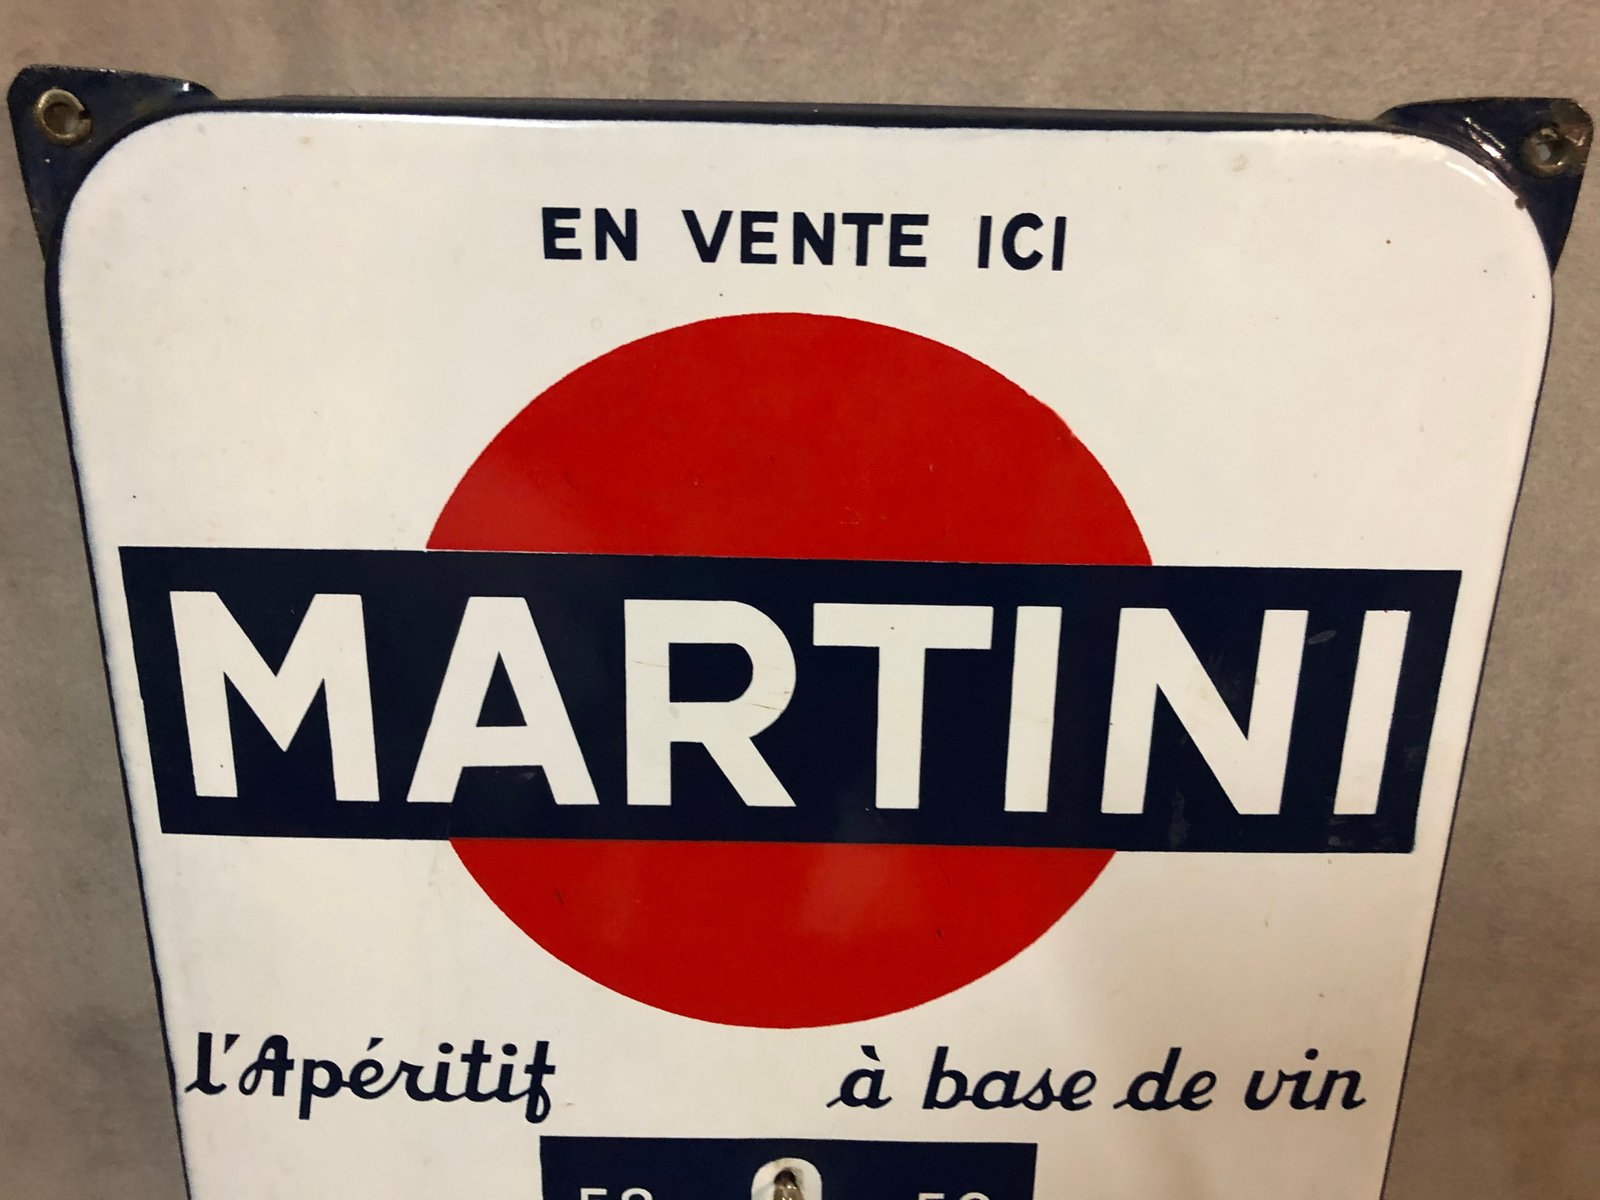 EN VENTE ICI
MARTINI
l'Apéritif à base de vin